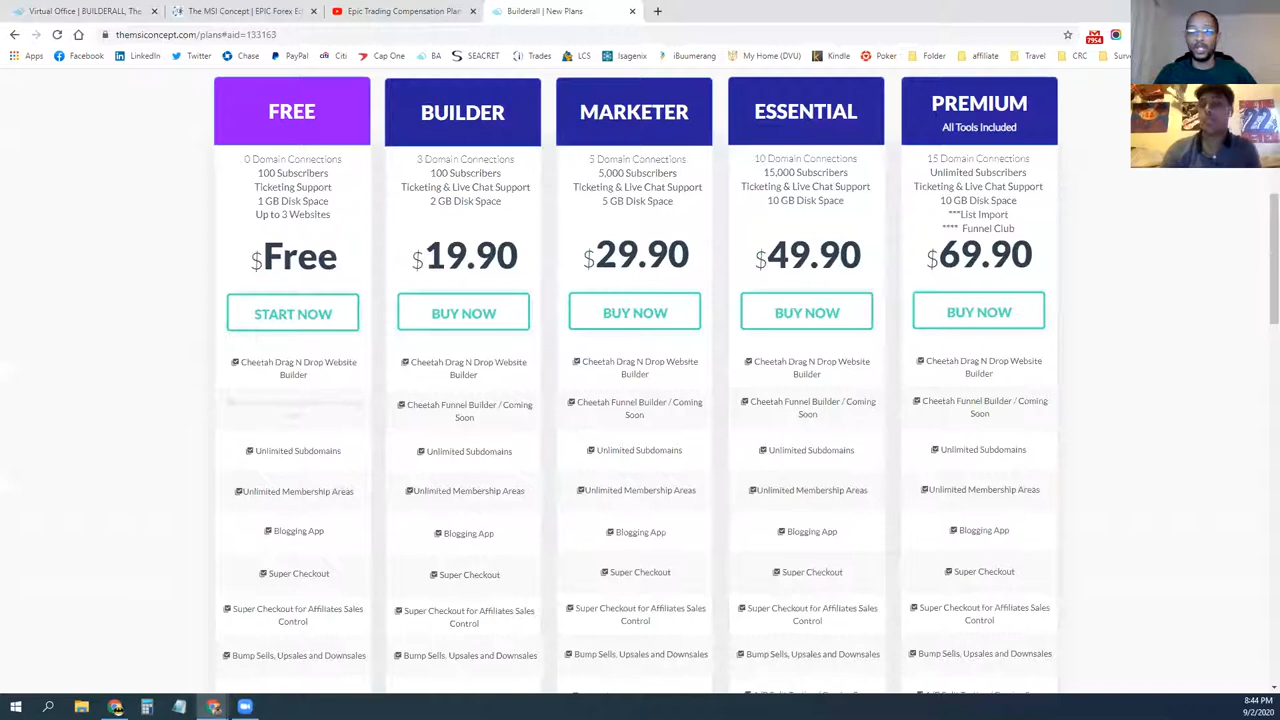 Virtual Office | BUILDERALL, The
The MSI Concept | EPIC Forex Ec
Epic Trading Compensation Plan
Builderall | New Plans
themsiconcept.com/plans#aid=133163
7954
Apps Facebook LinkedIn Twitter Chase PayPal Citi Cap One BA SEACRET Trades LCS Isagenix iBuumerang My Home (DVU) Kindle Poker Folder affiliate Travel CRC Surve
FREE
0 Domain Connections
100 Subscribers
Ticketing Support
1 GB Disk Space
Up to 3 Websites
$Free
START NOW
Cheetah Drag N Drop Website
Builder
Unlimited Subdomains
Unlimited Membership Areas
Blogging App
Super Checkout
Super Checkout for Affiliates Sales
Control
Bump Sells, Upsales and Downsales
BUILDER
3 Domain Connections
100 Subscribers
Ticketing & Live Chat Support
2 GB Disk Space
$19.90
BUY NOW
Cheetah Drag N Drop Website
Builder
Cheetah Funnel Builder / Coming
Soon
Unlimited Subdomains
Unlimited Membership Areas
Blogging App
Super Checkout
Super Checkout for Affiliates Sales
Control
Bump Sells, Upsales and Downsales
MARKETER
5 Domain Connections
5,000 Subscribers
Ticketing & Live Chat Support
5 GB Disk Space
$29.90
BUY NOW
Cheetah Drag N Drop Website
Builder
Cheetah Funnel Builder / Coming
Soon
Unlimited Subdomains
Unlimited Membership Areas
Blogging App
Super Checkout
Super Checkout for Affiliates Sales
Control
Bump Sells, Upsales and Downsales
ESSENTIAL
10 Domain Connections
15,000 Subscribers
Ticketing & Live Chat Support
10 GB Disk Space
$49.90
BUY NOW
Cheetah Drag N Drop Website
Builder
Cheetah Funnel Builder / Coming
Soon
Unlimited Subdomains
Unlimited Membership Areas
Blogging App
Super Checkout
Super Checkout for Affiliates Sales
Control
Bump Sells, Upsales and Downsales
PREMIUM
All Tools Included
15 Domain Connections
Unlimited Subscribers
Ticketing & Live Chat Support
10 GB Disk Space
***List Import
**** Funnel Club
$69.90
BUY NOW
Cheetah Drag N Drop Website
Builder
Cheetah Funnel Builder / Coming
Soon
Unlimited Subdomains
Unlimited Membership Areas
Blogging App
Super Checkout
Super Checkout for Affiliates Sales
Control
Bump Sells, Upsales and Downsales
8:44 PM
9/2/2020